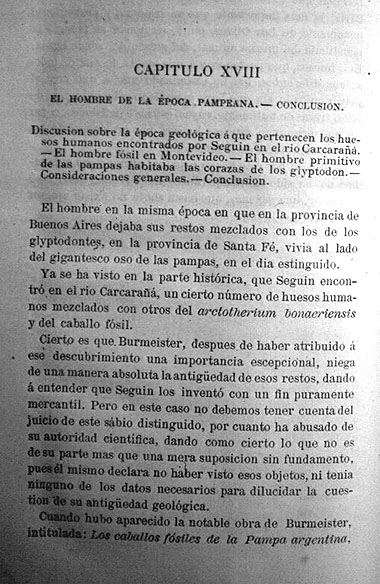 CAPITULO XVIII
EL HOMBRE DE LA ÉPOCA PAMPEANA.— CONCLUSION.
Discusion sobre la época geológica á que pertenecen los hue-
sos humanos encontrados por Seguin en el rio Carcarañá.
— El hombre fósil en Montevideo. — El hombre primitivo
de las pampas habitaba las corazas de los glyptodon.—
Consideraciones generales.— Conclusion.
El hombre en la misma época en que en la provincia de
Buenos Aires dejaba sus restos mezclados con los de los
glyptodontes, en la provincia de Santa Fé, vivia al lado
del gigantesco oso de las pampas, en el dia estinguido.
Ya se ha visto en la parte histórica, que Seguin encon-
tró en el rio Carcarañá, un cierto número de huesos huma-
nos mezclados con otros del arctotherium bonaeriensis
y del caballo fósil.
Cierto es que Burmeister, despues de haber atribuido á
ese descubrimiento una importancia escepcional, niega
de una manera absoluta la antigüedad de esos restos, dando
á entender que Seguin los inventó con un fin puramente
mercantil. Pero en este caso no debemos tener cuenta del
juicio de este sábio distinguido, por cuanto ha abusado de
su autoridad científica, dando como cierto lo que no es
de su parte mas que una mera suposicion sin fundamento,
pues él mismo declara no haber visto esos objetos, ni tenia
ninguno de los datos necesarios para dilucidar la cues-
tion de su antigüedad geológica.
Cuando hubo aparecido la notable obra de Burmeister,
intitulada: Los caballos fósiles de la Pampa argentina,